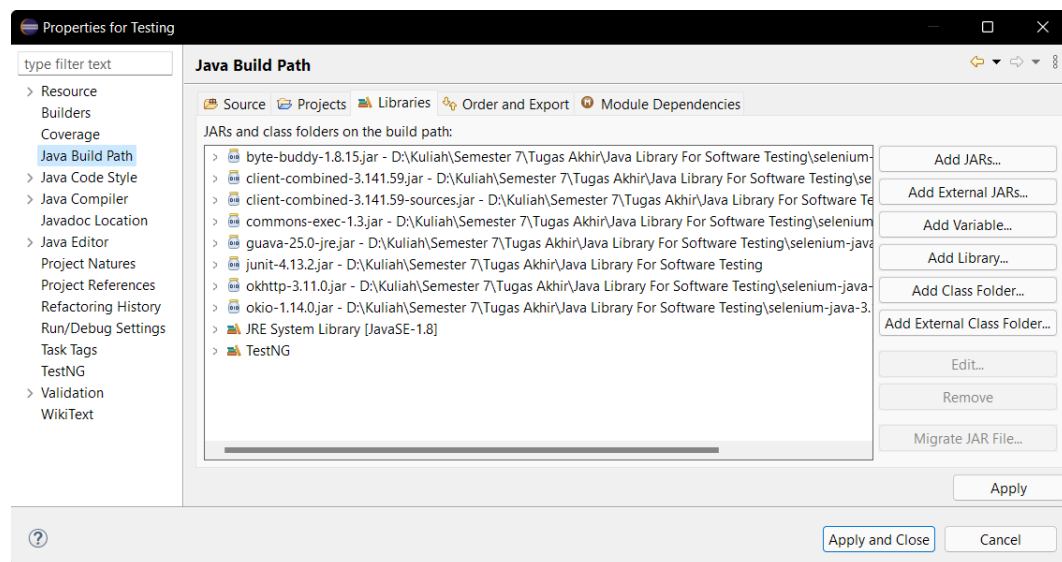 Properties for Testing
type filter text
Resource
Builders
Coverage
Java Build Path
Java Code Style
Java Compiler
Javadoc Location
Java Editor
Project Natures
Project References
Refactoring History
Run/Debug Settings
Task Tags
TestNG
Validation
WikiText
Java Build Path
Source Projects Libraries Order and Export Module Dependencies
JARs and class folders on the build path:
byte-buddy-1.8.15.jar - D:\Kuliah\Semester 7\Tugas Akhir\Java Library For Software Testing\selenium-
client-combined-3.141.59.jar - D:\Kuliah\Semester 7\Tugas Akhir\Java Library For Software Testing\se
client-combined-3.141.59-sources.jar - D:\Kuliah\Semester 7\Tugas Akhir\Java Library For Software Te
commons-exec-1.3.jar - D:\Kuliah\Semester 7\Tugas Akhir\Java Library For Software Testing\selenium
guava-25.0-jre.jar - D:\Kuliah\Semester 7\Tugas Akhir\Java Library For Software Testing\selenium-java
junit-4.13.2.jar - D:\Kuliah\Semester 7\Tugas Akhir\Java Library For Software Testing
okhttp-3.11.0.jar - D:\Kuliah\Semester 7\Tugas Akhir\Java Library For Software Testing\selenium-java-
okio-1.14.0.jar - D:\Kuliah\Semester 7\Tugas Akhir\Java Library For Software Testing\selenium-java-3.
JRE System Library [JavaSE-1.8]
TestNG
Add JARs...
Add External JARs...
Add Variable...
Add Library...
Add Class Folder...
Add External Class Folder...
Edit...
Remove
Migrate JAR File...
Apply
Apply and Close
Cancel